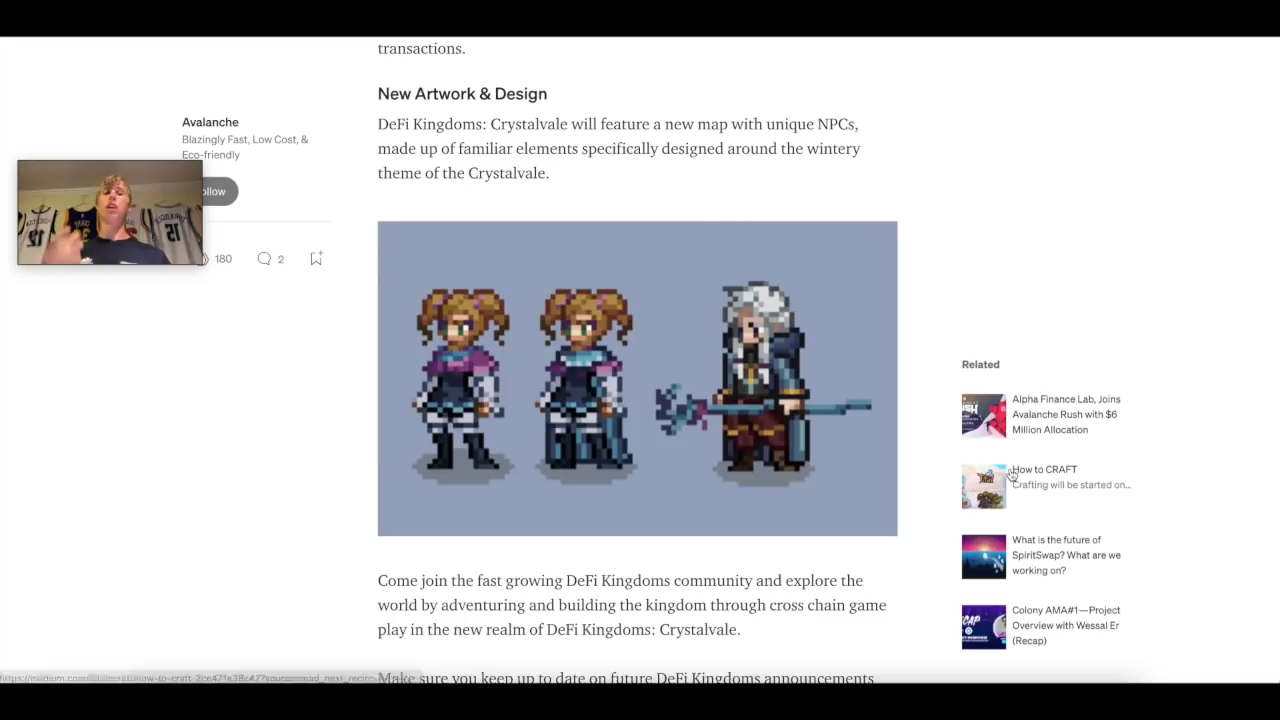 transactions.
New Artwork & Design
DeFi Kingdoms: Crystalvale will feature a new map with unique NPCs,
made up of familiar elements specifically designed around the wintery
theme of the Crystalvale.
Avalanche
Blazingly Fast, Low Cost, &
Eco-friendly
ollow
180
2
12
30
15
Come join the fast growing DeFi Kingdoms community and explore the
world by adventuring and building the kingdom through cross chain game
play in the new realm of DeFi Kingdoms: Crystalvale.
Make sure you keep up to date on future DeFi Kingdoms announcements
Related
Alpha Finance Lab, Joins
Avalanche Rush with $6
Million Allocation
How to CRAFT
Crafting will be started on...
What is the future of
SpiritSwap? What are we
working on?
Colony AMA#1—Project
Overview with Wessal Er
(Recap)